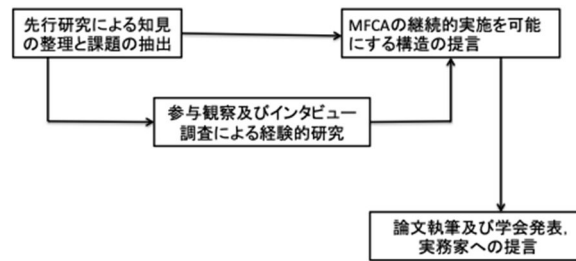 先行研究による知見
の整理と課題の抽出
MFCAの継続的実施を可能
にする構造の提言
参与観察及びインタビュー
調査による経験的研究
論文執筆及び学会発表,
実務家への提言